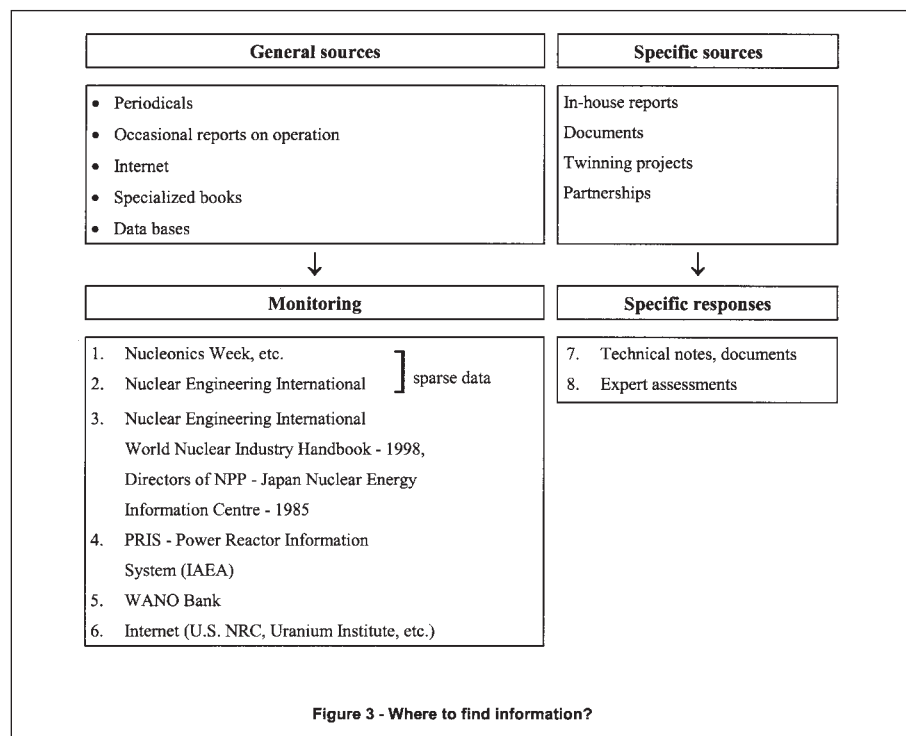 General sources
• Periodicals
• Occasional reports on operation
• Internet
• Specialized books
• Data bases
Specific sources
In-house reports
Documents
Twinning projects
Partnerships
Monitoring
1. Nucleonics Week, etc.
2. Nuclear Engineering International
sparse data
3. Nuclear Engineering International
World Nuclear Industry Handbook - 1998,
Directors of NPP - Japan Nuclear Energy
Information Centre - 1985
4. PRIS - Power Reactor Information
System (IAEA)
5. WANO Bank
6. Internet (U.S. NRC, Uranium Institute, etc.)
Specific responses
7. Technical notes, documents
8. Expert assessments
Figure 3 - Where to find information?